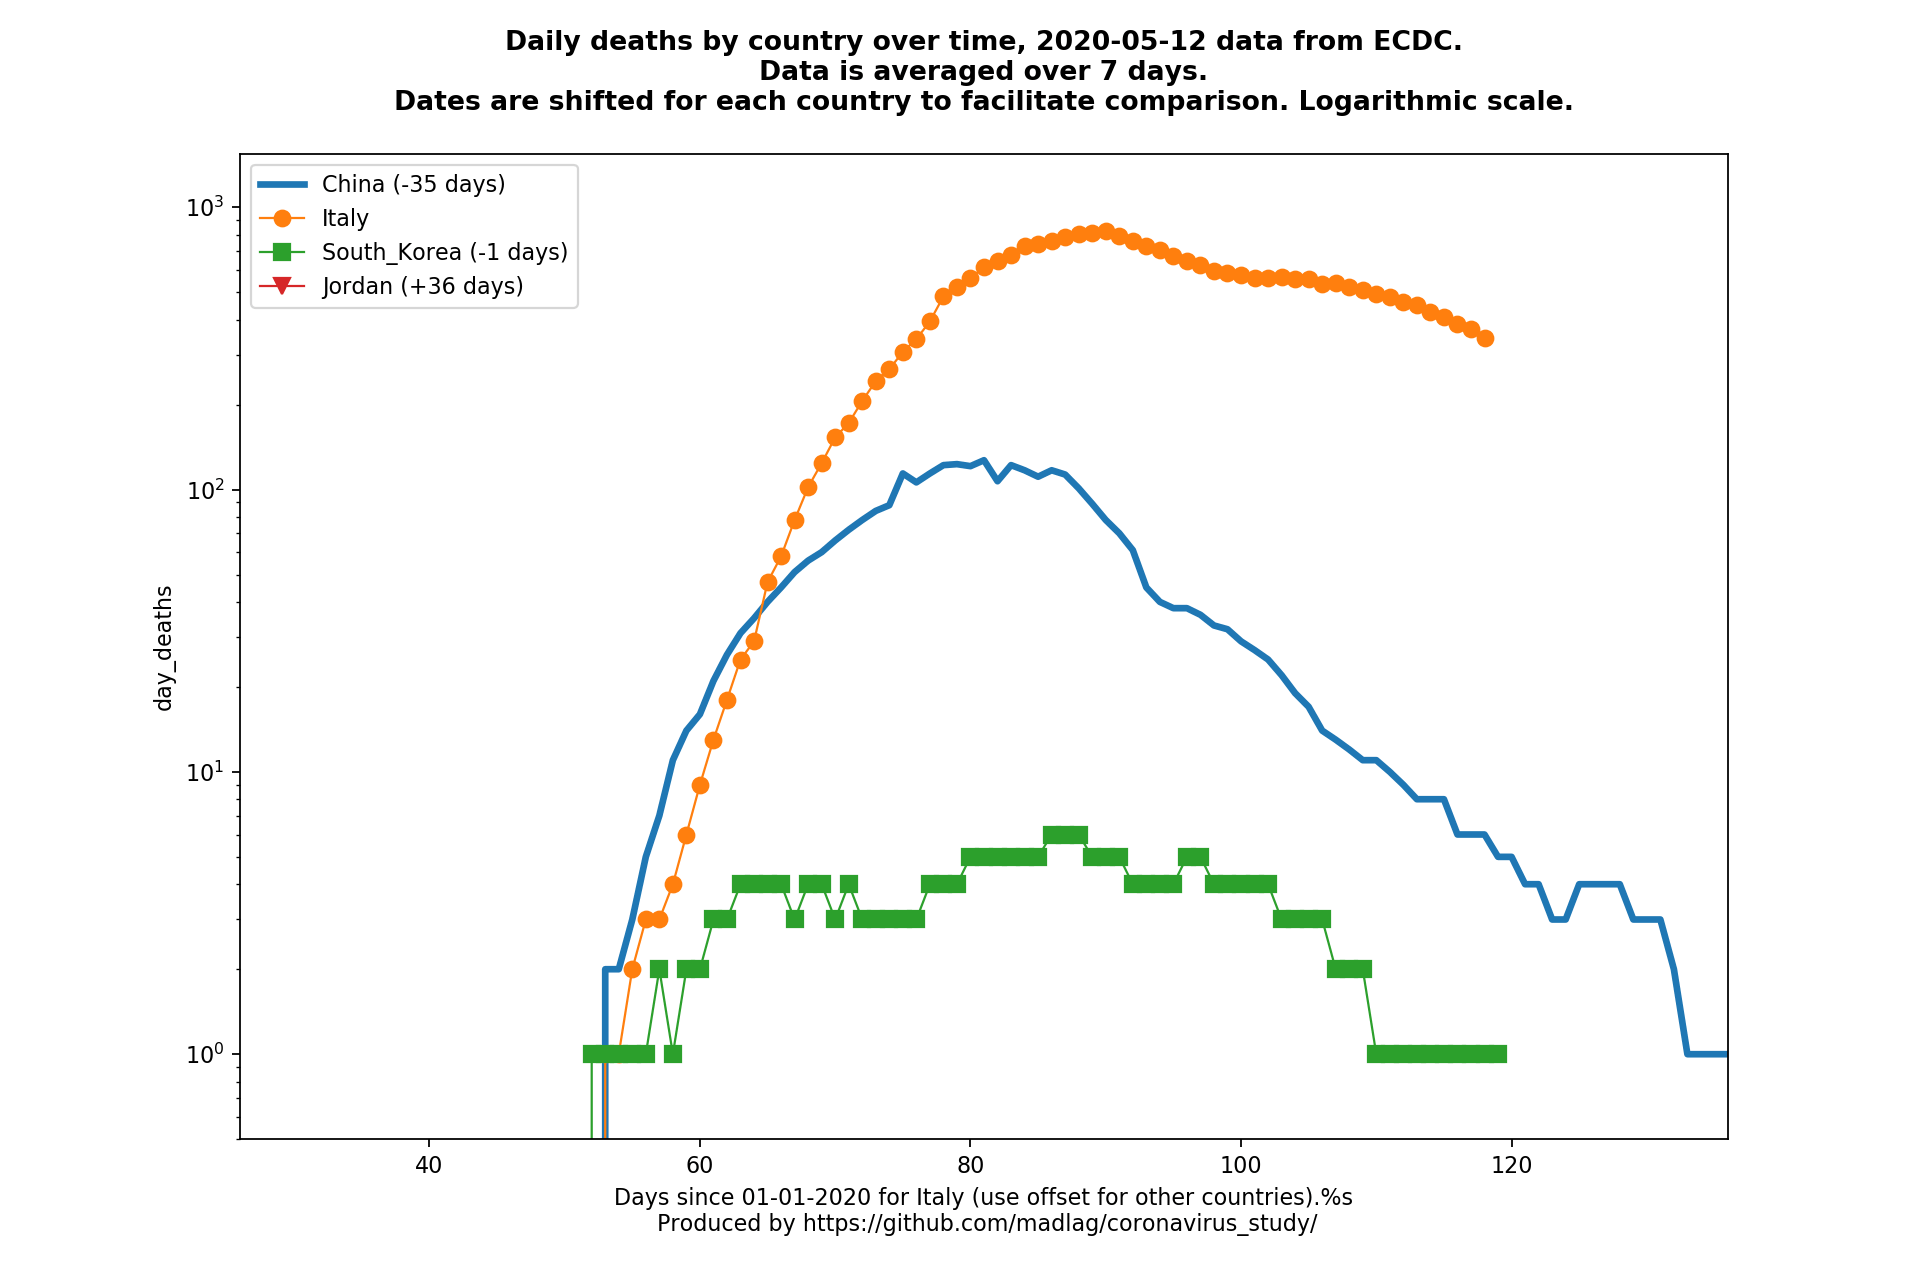 Daily deaths by country over time, 2020-05-12 data from ECDC.
Data is averaged over 7 days.
Dates are shifted for each country to facilitate comparison. Logarithmic scale.
China (-35 days)
Italy
South_Korea (-1 days)
Jordan (+36 days)
10³
10²
10¹
10⁰
day_deaths
40 60 80 100 120
Days since 01-01-2020 for Italy (use offset for other countries).%s
Produced by https://github.com/madlag/coronavirus_study/